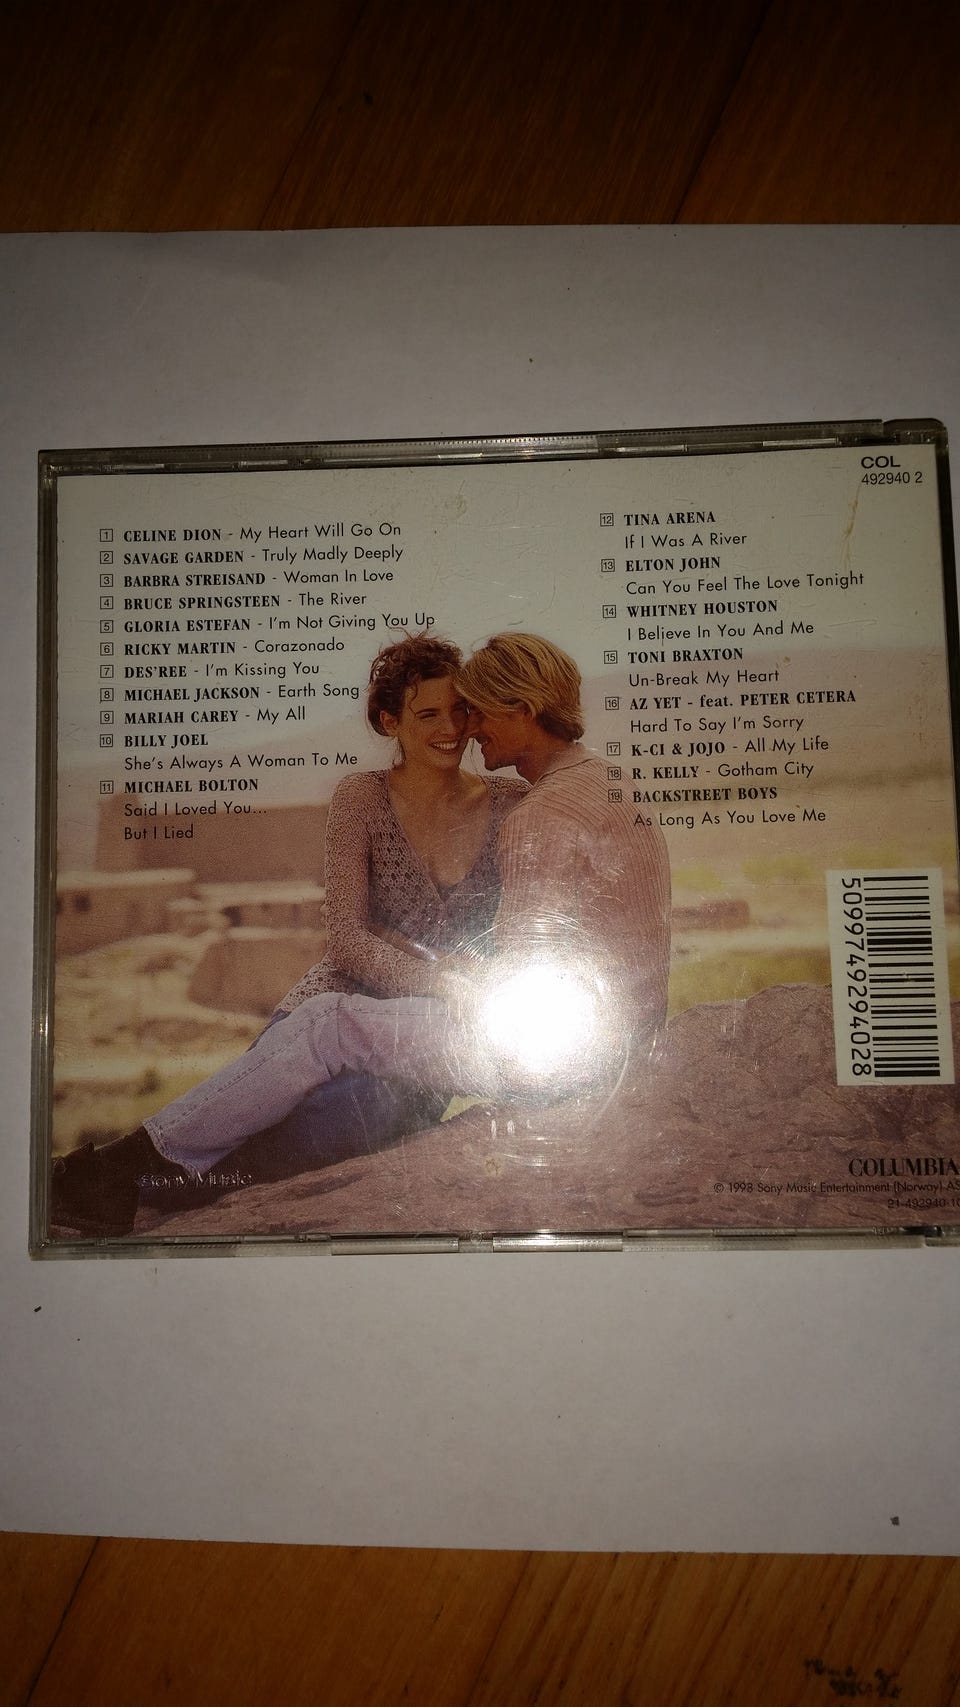 COL
492940 2
1 CELINE DION - My Heart Will Go On
2 SAVAGE GARDEN - Truly Madly Deeply
3 BARBRA STREISAND - Woman In Love
4 BRUCE SPRINGSTEEN - The River
5 GLORIA ESTEFAN - I'm Not Giving You Up
6 RICKY MARTIN - Corazonado
7 DES'REE - I'm Kissing You
8 MICHAEL JACKSON - Earth Song
9 MARIAH CAREY - My All
10 BILLY JOEL
She's Always A Woman To Me
11 MICHAEL BOLTON
Said I Loved You...
But I Lied
12 TINA ARENA
If I Was A River
13 ELTON JOHN
Can You Feel The Love Tonight
14 WHITNEY HOUSTON
I Believe In You And Me
15 TONI BRAXTON
Un-Break My Heart
16 AZ YET - feat. PETER CETERA
Hard To Say I'm Sorry
17 K-CI & JOJO - All My Life
18 R. KELLY - Gotham City
19 BACKSTREET BOYS
As Long As You Love Me
5099749294028
Sony Music
COLUMBIA
© 1998 Sony Music Entertainment (Norway) AS
21-492940-10